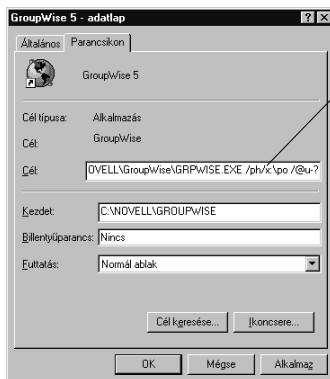 GroupWise 5 - adatlap
Általános Parancsikon
GroupWise 5
Cél típusa: Alkalmazás
Cél: GroupWise
Cél: OVELL\GroupWise\GRPWISE.EXE /ph/x:\po /@u-?
Kezdet: C:\NOVELL\GROUPWISE
Billentyűparancs: Nincs
Futtatás: Normál ablak
Cél keresése... Ikoncsere...
OK Mégse Alkalmaz